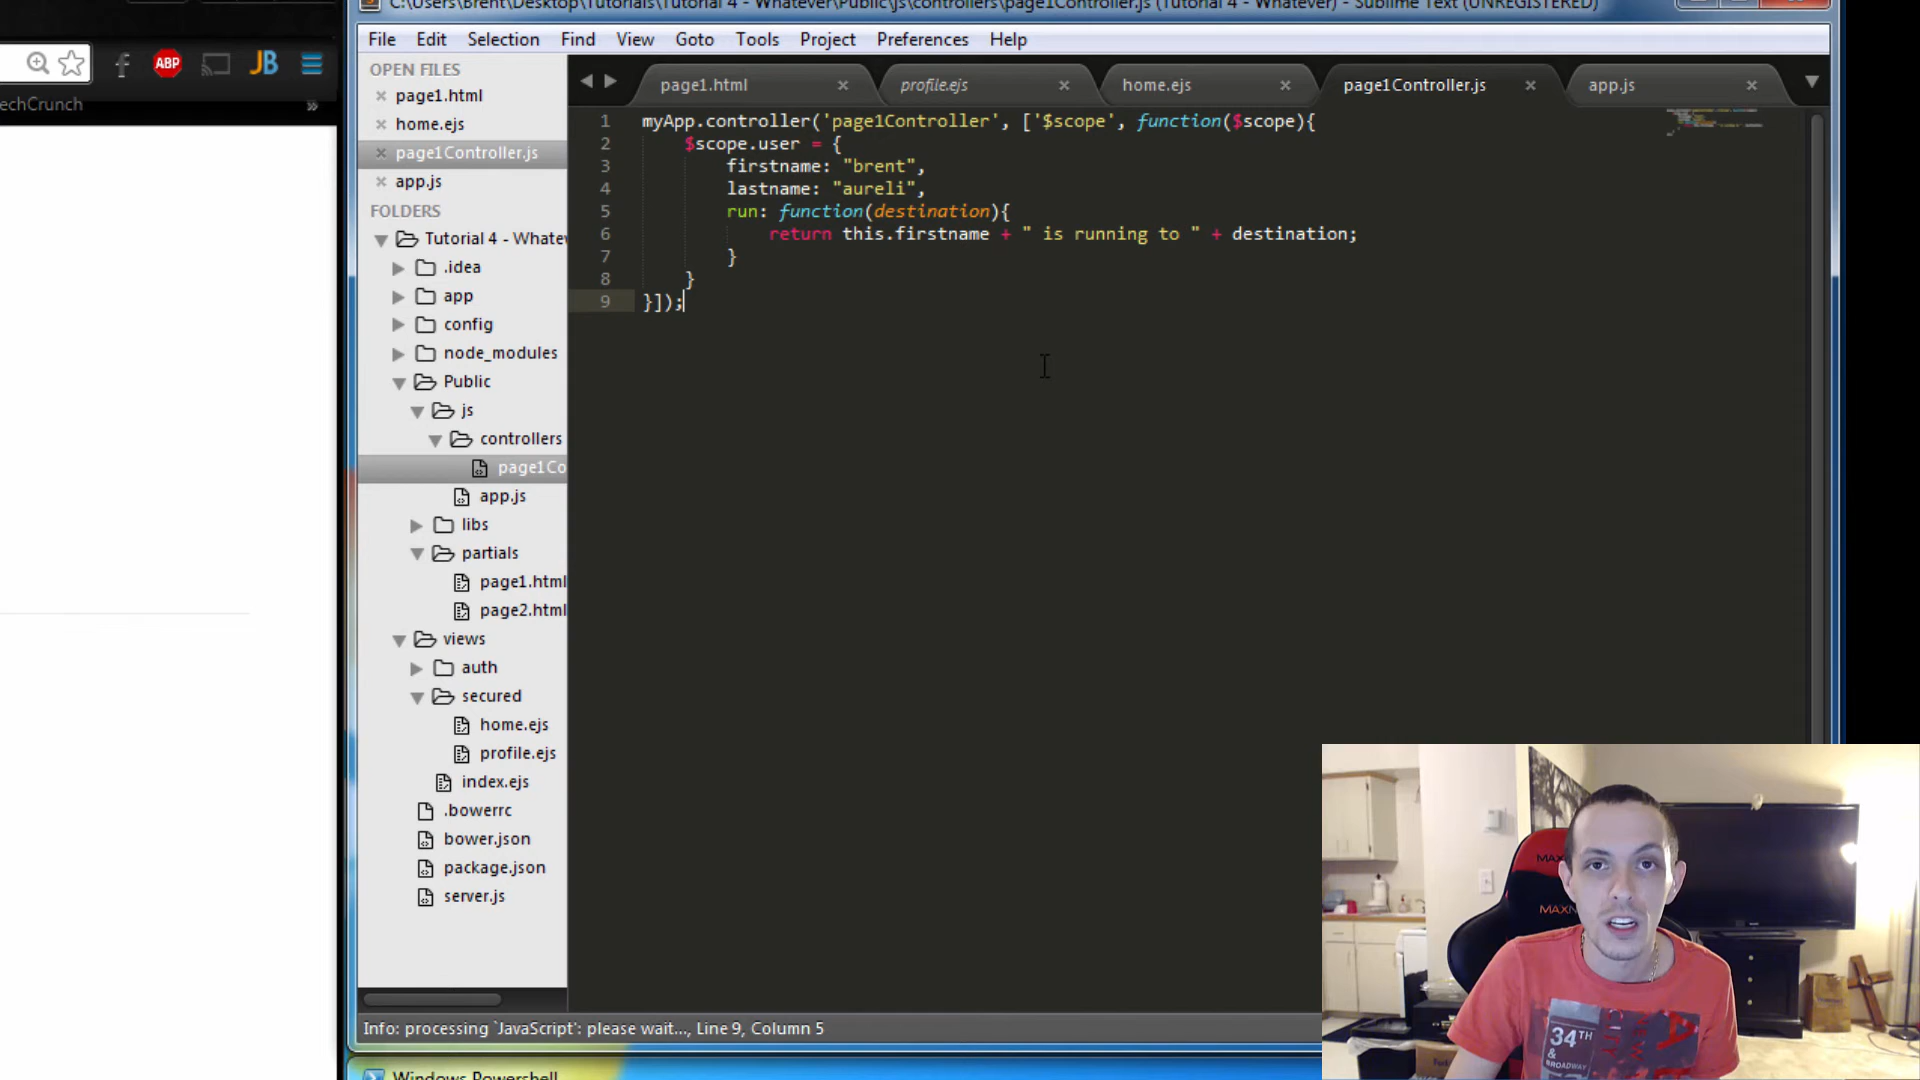 C:\Users\Brent\Desktop\Tutorials\Tutorial 4 - Whatever\Public\js\controllers\page1Controller.js (Tutorial 4 - Whatever) - Sublime Text (UNREGISTERED)
File Edit Selection Find View Goto Tools Project Preferences Help
f ABP JB
echCrunch »
OPEN FILES
page1.html
home.ejs
page1Controller.js
app.js
FOLDERS
Tutorial 4 - Whatev
.idea
app
config
node_modules
Public
js
controllers
page1Co
app.js
libs
partials
page1.html
page2.html
views
auth
secured
home.ejs
profile.ejs
index.ejs
.bowerrc
bower.json
package.json
server.js
page1.html profile.ejs home.ejs page1Controller.js app.js
1 myApp.controller('page1Controller', ['$scope', function($scope){
2 $scope.user = {
3 firstname: "brent",
4 lastname: "aureli",
5 run: function(destination){
6 return this.firstname + " is running to " + destination;
7 }
8 }
9 }]);
Info: processing `JavaScript': please wait..., Line 9, Column 5
Windows Powershell
MAX
MAXN
34TH
&
BROADWAY